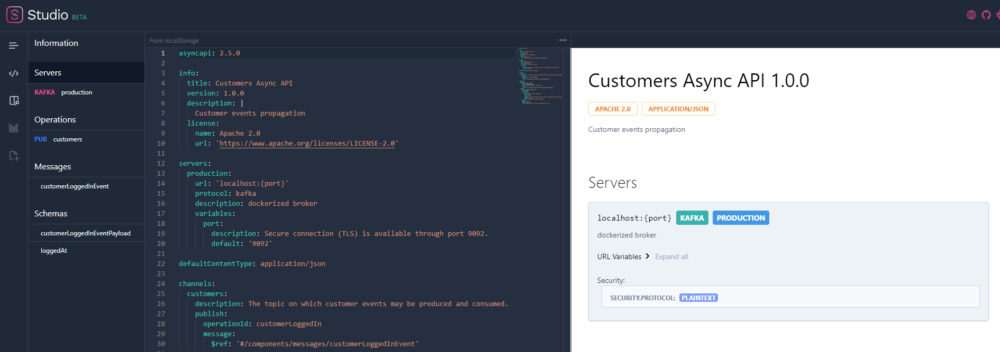 Studio BETA
Information
Servers
KAFKA production
Operations
PUB customers
Messages
customerLoggedInEvent
Schemas
customerLoggedInEventPayload
loggedAt
From localStorage
1 asyncapi: 2.5.0
2
3 info:
4 title: Customers Async API
5 version: 1.0.0
6 description: |
7 Customer events propagation
8 license:
9 name: Apache 2.0
10 url: 'https://www.apache.org/licenses/LICENSE-2.0'
11
12 servers:
13 production:
14 url: 'localhost:{port}'
15 protocol: kafka
16 description: dockerized broker
17 variables:
18 port:
19 description: Secure connection (TLS) is available through port 9092.
20 default: '9092'
21
22 defaultContentType: application/json
23
24 channels:
25 customers:
26 description: The topic on which customer events may be produced and consumed.
27 publish:
28 operationId: customerLoggedIn
29 message:
30 $ref: '#/components/messages/customerLoggedInEvent'
Customers Async API 1.0.0
APACHE 2.0 APPLICATION/JSON
Customer events propagation
Servers
localhost:{port} KAFKA PRODUCTION
dockerized broker
URL Variables Expand all
Security:
SECURITY.PROTOCOL: PLAINTEXT